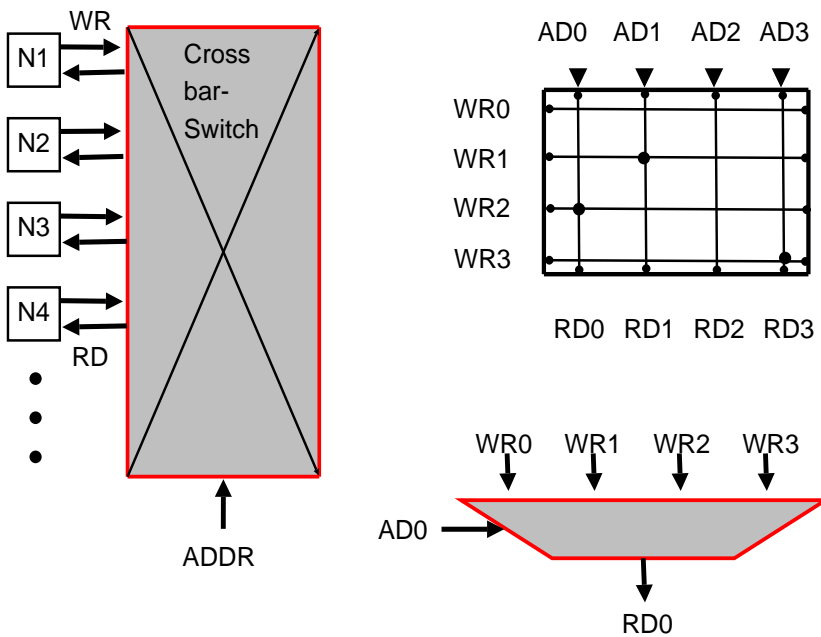 WR
N1
Cross
bar-
Switch
N2
N3
N4
RD
ADDR
AD0 AD1 AD2 AD3
WR0
WR1
WR2
WR3
RD0 RD1 RD2 RD3
WR0 WR1 WR2 WR3
AD0
RD0